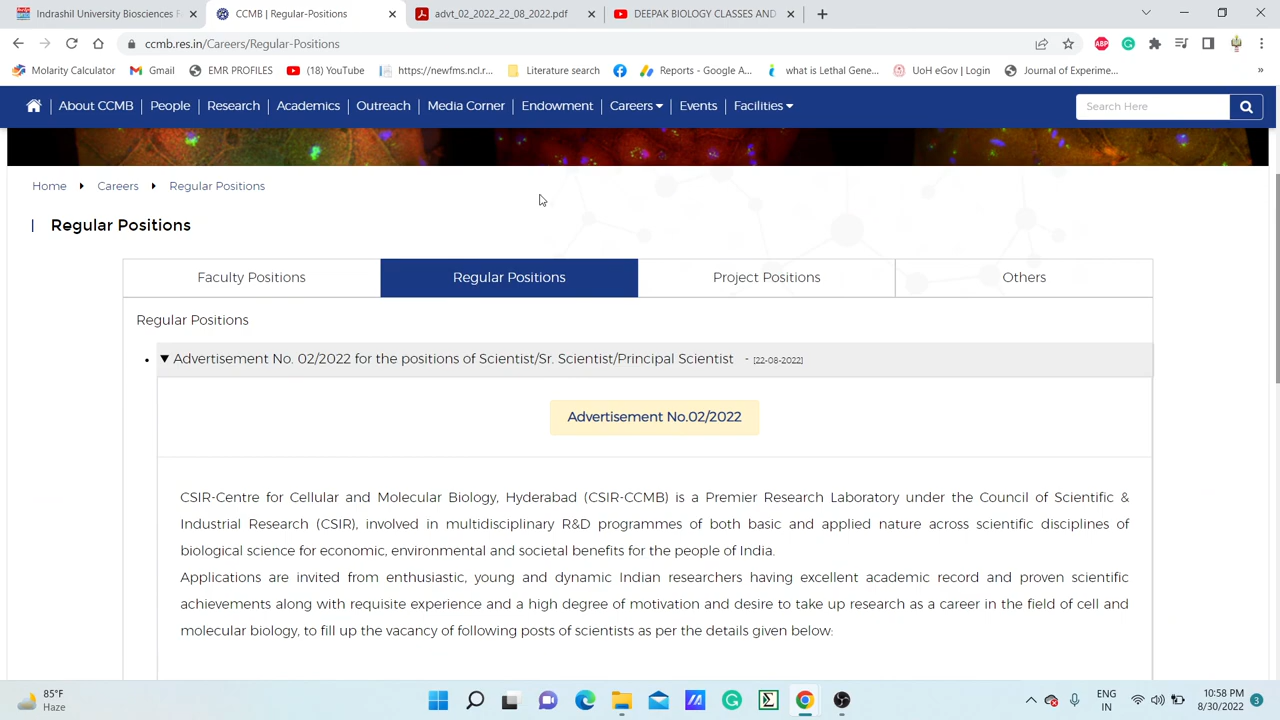 Indrashil University Biosciences F
CCMB | Regular-Positions
advt_02_2022_22_08_2022.pdf
DEEPAK BIOLOGY CLASSES AND
ccmb.res.in/Careers/Regular-Positions
ABP
Molarity Calculator
Gmail
EMR PROFILES
(18) YouTube
https://newfms.ncl.r...
Literature search
Reports - Google A...
what is Lethal Gene...
UoH eGov | Login
Journal of Experime...
»
About CCMB
People
Research
Academics
Outreach
Media Corner
Endowment
Careers
Events
Facilities
Search Here
Home
Careers
Regular Positions
Regular Positions
Faculty Positions
Regular Positions
Project Positions
Others
Regular Positions
Advertisement No. 02/2022 for the positions of Scientist/Sr. Scientist/Principal Scientist - [22-08-2022]
Advertisement No.02/2022
CSIR-Centre for Cellular and Molecular Biology, Hyderabad (CSIR-CCMB) is a Premier Research Laboratory under the Council of Scientific &
Industrial Research (CSIR), involved in multidisciplinary R&D programmes of both basic and applied nature across scientific disciplines of
biological science for economic, environmental and societal benefits for the people of India.
Applications are invited from enthusiastic, young and dynamic Indian researchers having excellent academic record and proven scientific
achievements along with requisite experience and a high degree of motivation and desire to take up research as a career in the field of cell and
molecular biology, to fill up the vacancy of following posts of scientists as per the details given below:
85°F
Haze
ENG
IN
10:58 PM
8/30/2022
3